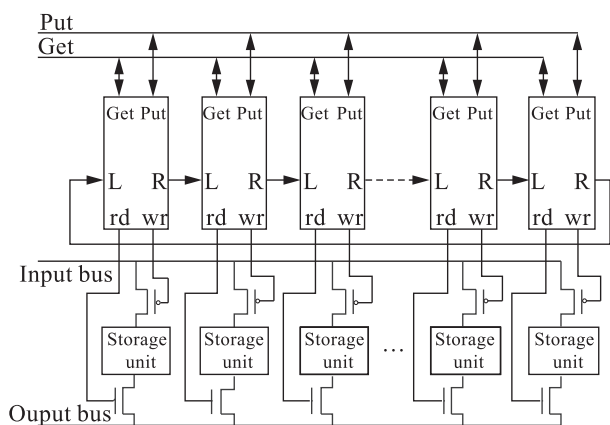 Put
Get
Get Put Get Put Get Put Get Put Get Put
L R L R L R L R L R
rd wr rd wr rd wr rd wr rd wr
Input bus
Storage unit
Storage unit
Storage unit
...
Storage unit
Storage unit
Ouput bus